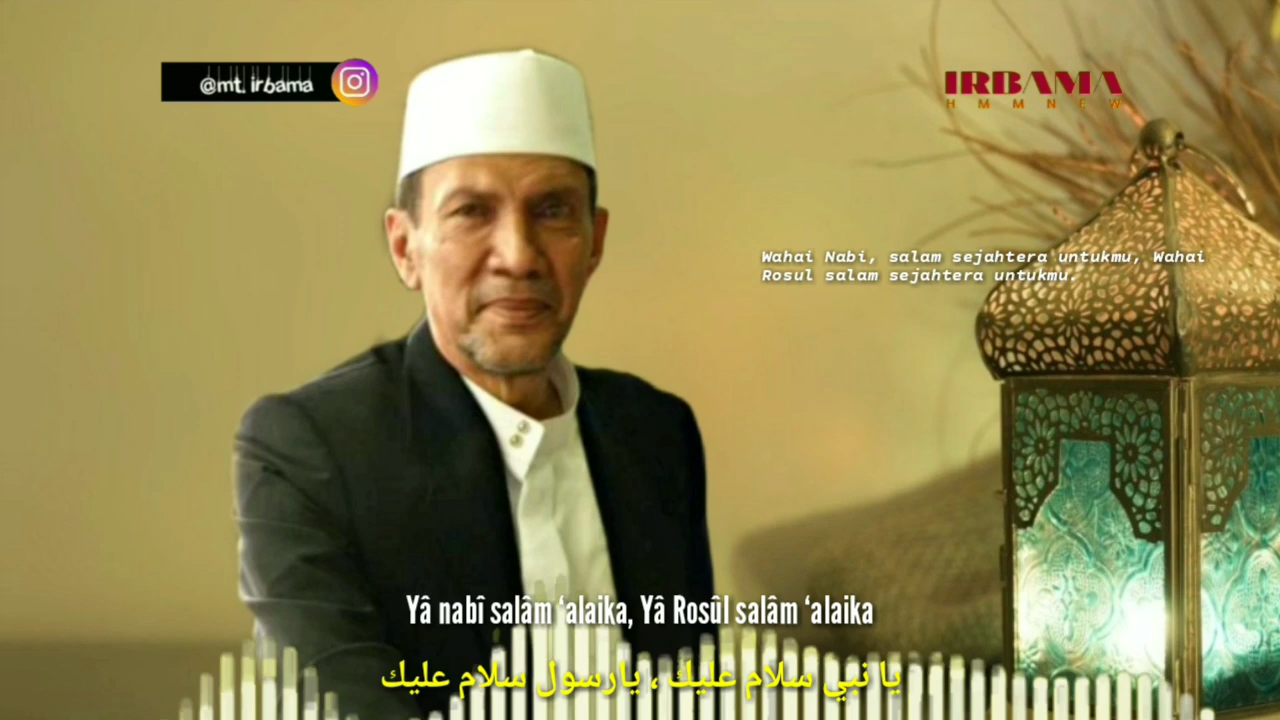 @mt. irbama
IRBAMA
HMMNEW
Wahai Nabi, salam sejahtera untukmu, Wahai
Rosul salam sejahtera untukmu.
Yâ nabî salâm ‘alaika, Yâ Rosûl salâm ‘alaika
يا نبي سلام عليك ، يارسول سلام عليك